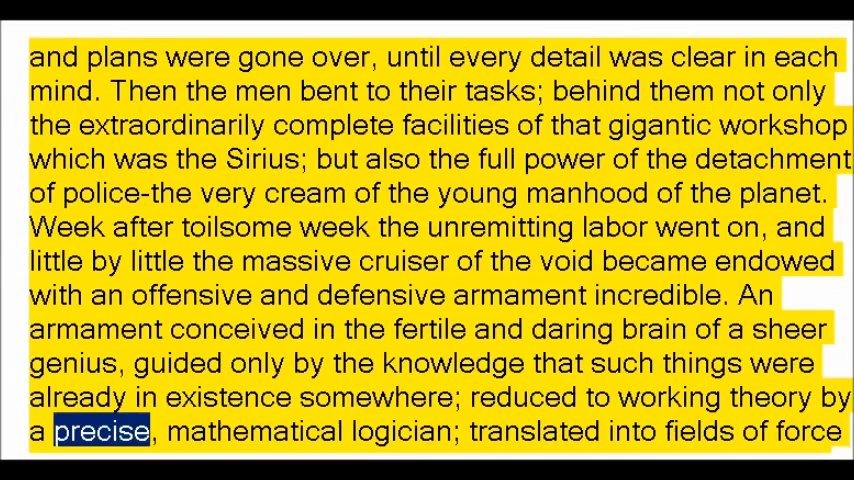 and plans were gone over, until every detail was clear in each
mind. Then the men bent to their tasks; behind them not only
the extraordinarily complete facilities of that gigantic workshop
which was the Sirius; but also the full power of the detachment
of police-the very cream of the young manhood of the planet.
Week after toilsome week the unremitting labor went on, and
little by little the massive cruiser of the void became endowed
with an offensive and defensive armament incredible. An
armament conceived in the fertile and daring brain of a sheer
genius, guided only by the knowledge that such things were
already in existence somewhere; reduced to working theory by
a precise, mathematical logician; translated into fields of force